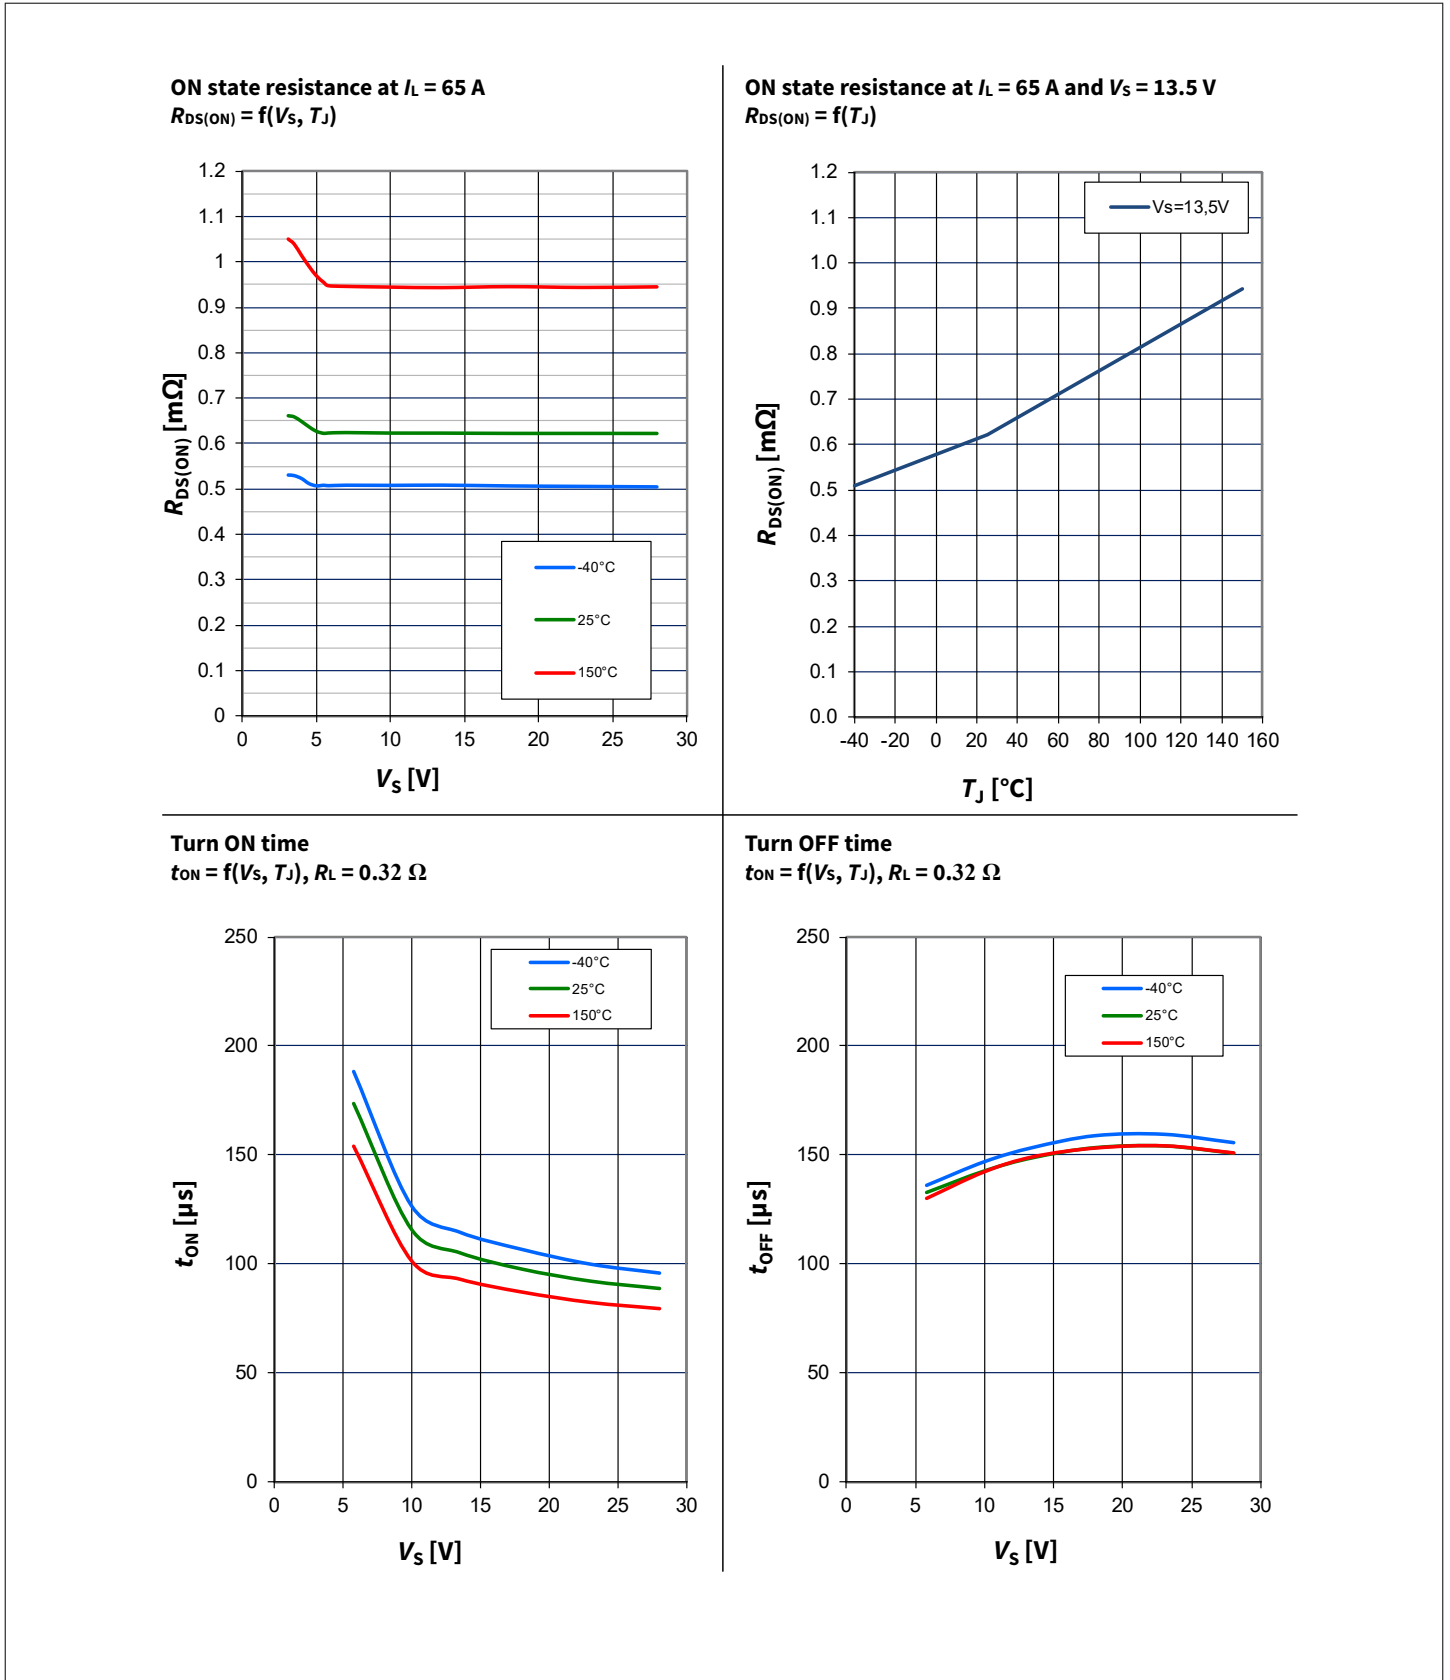 ON state resistance at IL = 65 A
RDS(ON) = f(VS, TJ)
1.2
1.1
1
0.9
0.8
0.7
0.6
0.5
0.4
0.3
0.2
0.1
0
RDS(ON) [mΩ]
-40°C
25°C
150°C
0 5 10 15 20 25 30
VS [V]
ON state resistance at IL = 65 A and VS = 13.5 V
RDS(ON) = f(TJ)
1.2
1.1
1.0
0.9
0.8
0.7
0.6
0.5
0.4
0.3
0.2
0.1
0.0
RDS(ON) [mΩ]
Vs=13,5V
-40 -20 0 20 40 60 80 100 120 140 160
TJ [°C]
Turn ON time
tON = f(VS, TJ), RL = 0.32 Ω
250
200
150
100
50
0
tON [µs]
-40°C
25°C
150°C
0 5 10 15 20 25 30
VS [V]
Turn OFF time
tON = f(VS, TJ), RL = 0.32 Ω
250
200
150
100
50
0
tOFF [µs]
-40°C
25°C
150°C
0 5 10 15 20 25 30
VS [V]